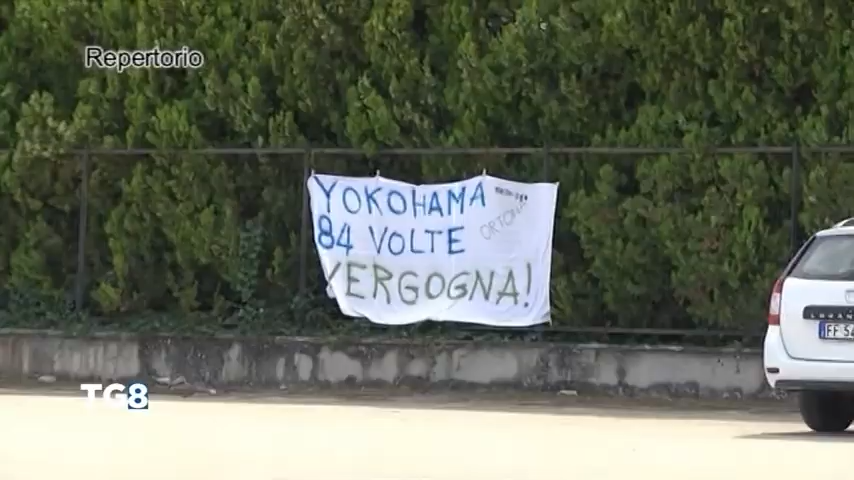 Repertorio
YOKOHAMA
ORTONA
84 VOLTE
VERGOGNA!
TG8